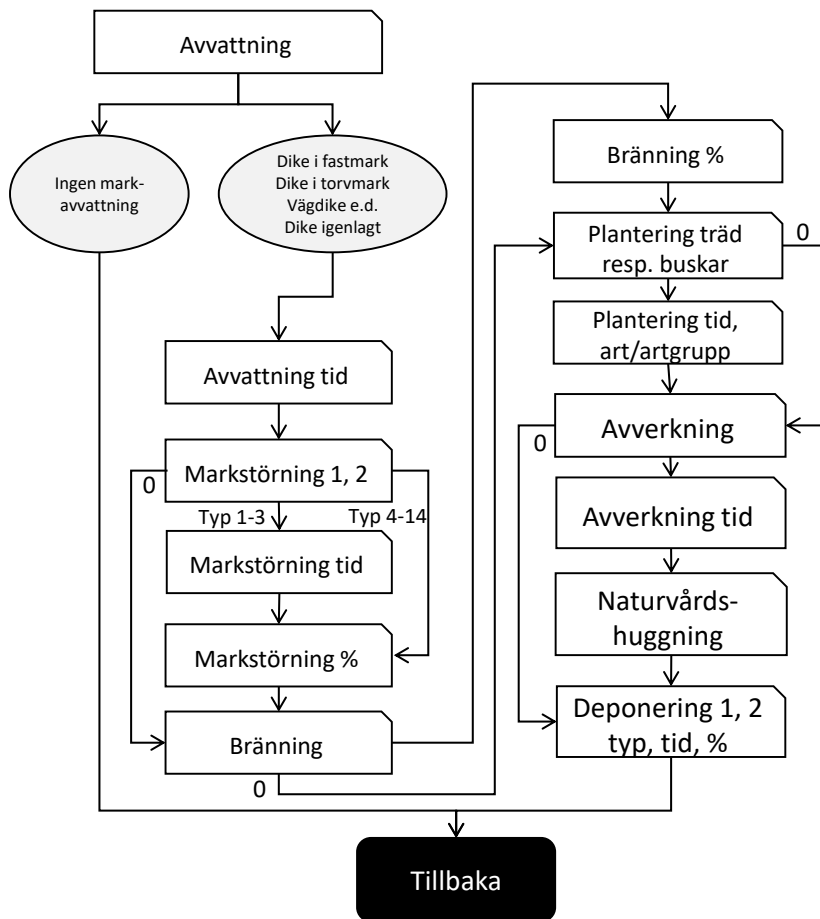 Avvattning
Ingen mark-
avvattning
Dike i fastmark
Dike i torvmark
Vägdike e.d.
Dike igenlagt
Avvattning tid
0
Markstörning 1, 2
Typ 1-3
Typ 4-14
Markstörning tid
Markstörning %
Bränning
0
Bränning %
Plantering träd
resp. buskar
0
Plantering tid,
art/artgrupp
Avverkning
0
Avverkning tid
Naturvårds-
huggning
Deponering 1, 2
typ, tid, %
Tillbaka